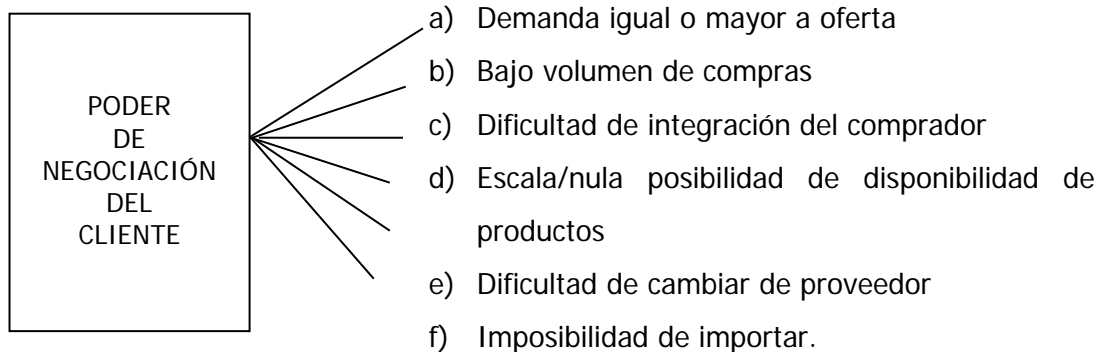 PODER
DE
NEGOCIACIÓN
DEL
CLIENTE
a) Demanda igual o mayor a oferta
b) Bajo volumen de compras
c) Dificultad de integración del comprador
d) Escala/nula posibilidad de disponibilidad de
productos
e) Dificultad de cambiar de proveedor
f) Imposibilidad de importar.